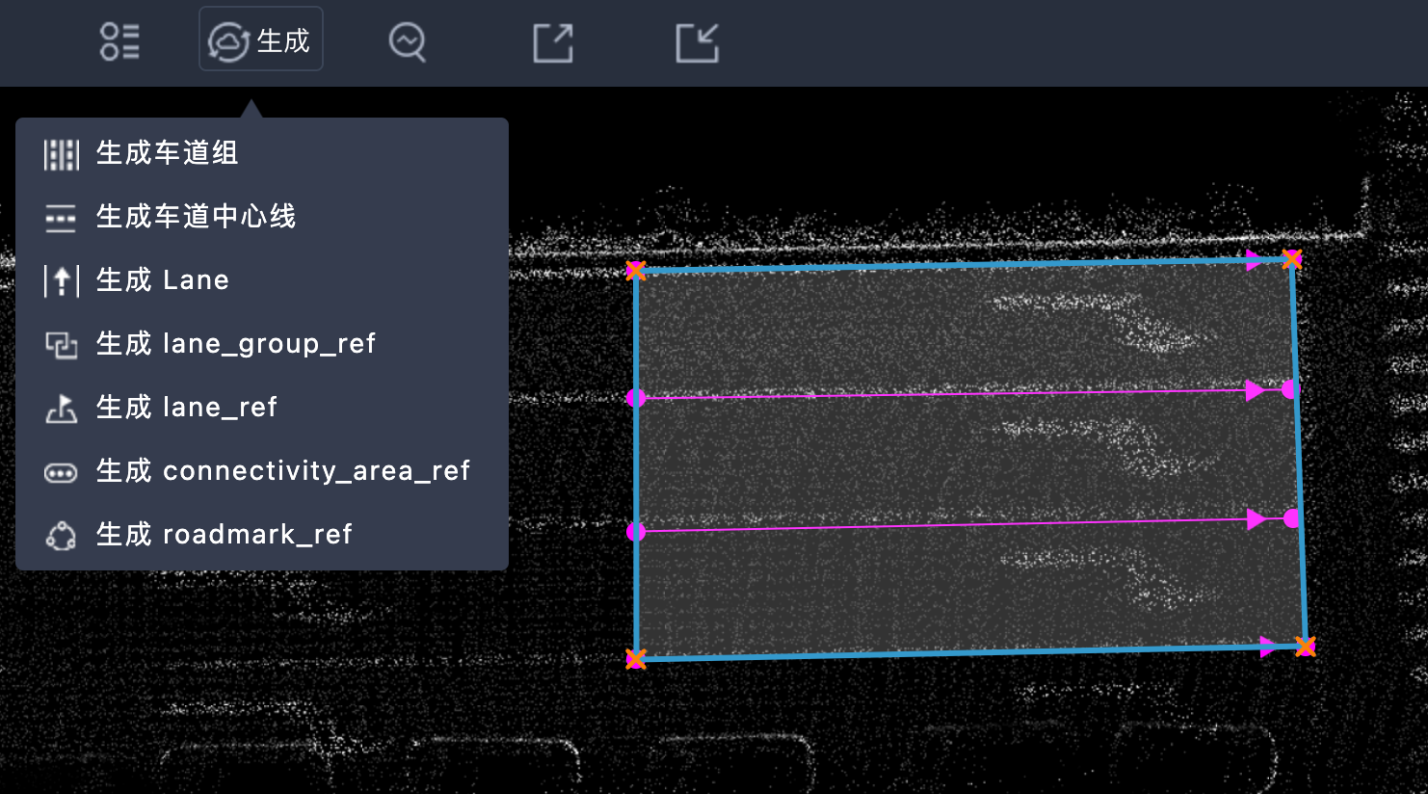 生成
生成车道组
生成车道中心线
生成 Lane
生成 lane_group_ref
生成 lane_ref
生成 connectivity_area_ref
生成 roadmark_ref